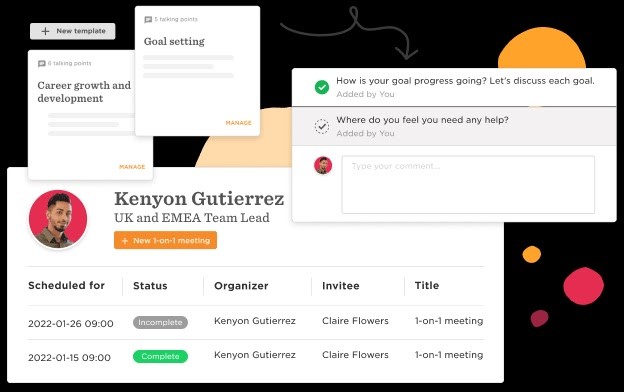 + New template
5 talking points
Goal setting
MANAGE
6 talking points
Career growth and
development
MANAGE
How is your goal progress going? Let's discuss each goal.
Added by You
Where do you feel you need any help?
Added by You
Type your comment...
Kenyon Gutierrez
UK and EMEA Team Lead
+ New 1-on-1 meeting
Scheduled for Status Organizer Invitee Title
2022-01-26 09:00 Incomplete Kenyon Gutierrez Claire Flowers 1-on-1 meeting
2022-01-15 09:00 Complete Kenyon Gutierrez Claire Flowers 1-on-1 meeting